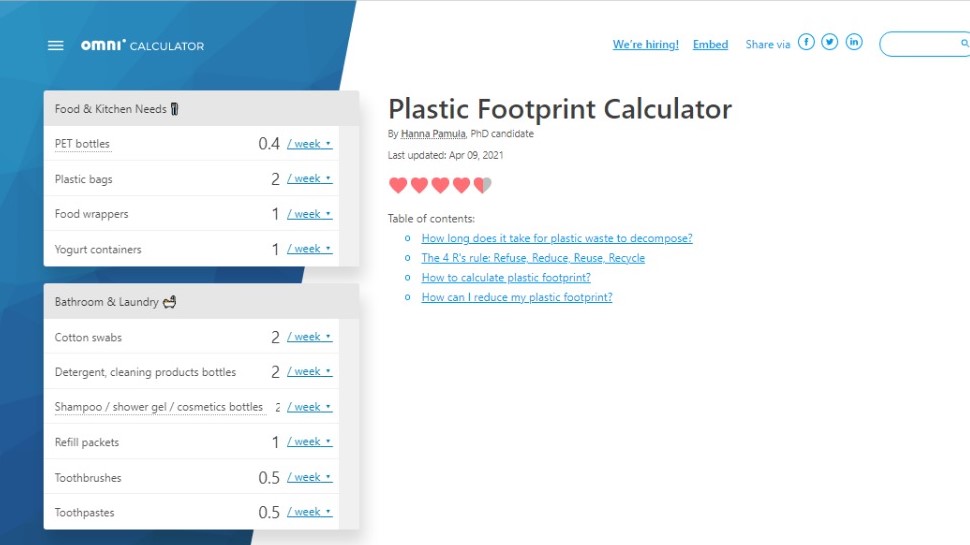 omni CALCULATOR
We're hiring! Embed Share via
Food & Kitchen Needs
PET bottles 0.4 / week
Plastic bags 2 / week
Food wrappers 1 / week
Yogurt containers 1 / week
Bathroom & Laundry
Cotton swabs 2 / week
Detergent, cleaning products bottles 2 / week
Shampoo / shower gel / cosmetics bottles 2 / week
Refill packets 1 / week
Toothbrushes 0.5 / week
Toothpastes 0.5 / week
Plastic Footprint Calculator
By Hanna Pamuła, PhD candidate
Last updated: Apr 09, 2021
Table of contents:
How long does it take for plastic waste to decompose?
The 4 R's rule: Refuse, Reduce, Reuse, Recycle
How to calculate plastic footprint?
How can I reduce my plastic footprint?